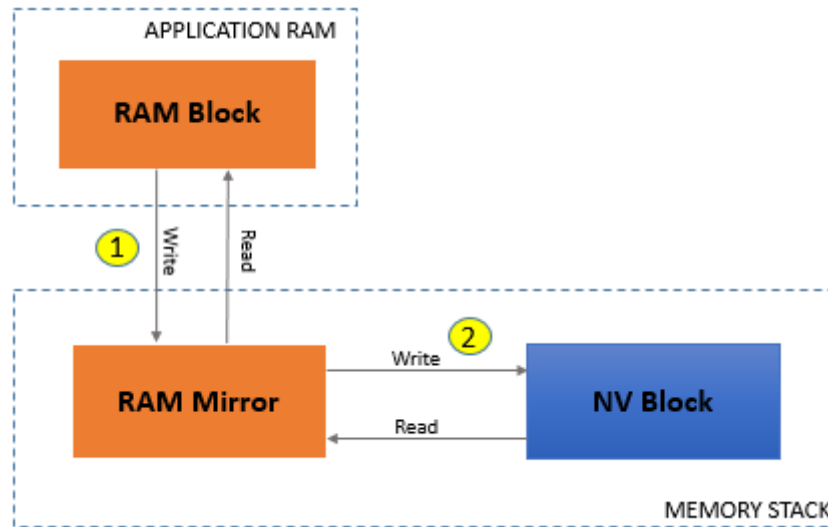 APPLICATION RAM
RAM Block
1
Write
Read
RAM Mirror
Write
2
NV Block
Read
MEMORY STACK